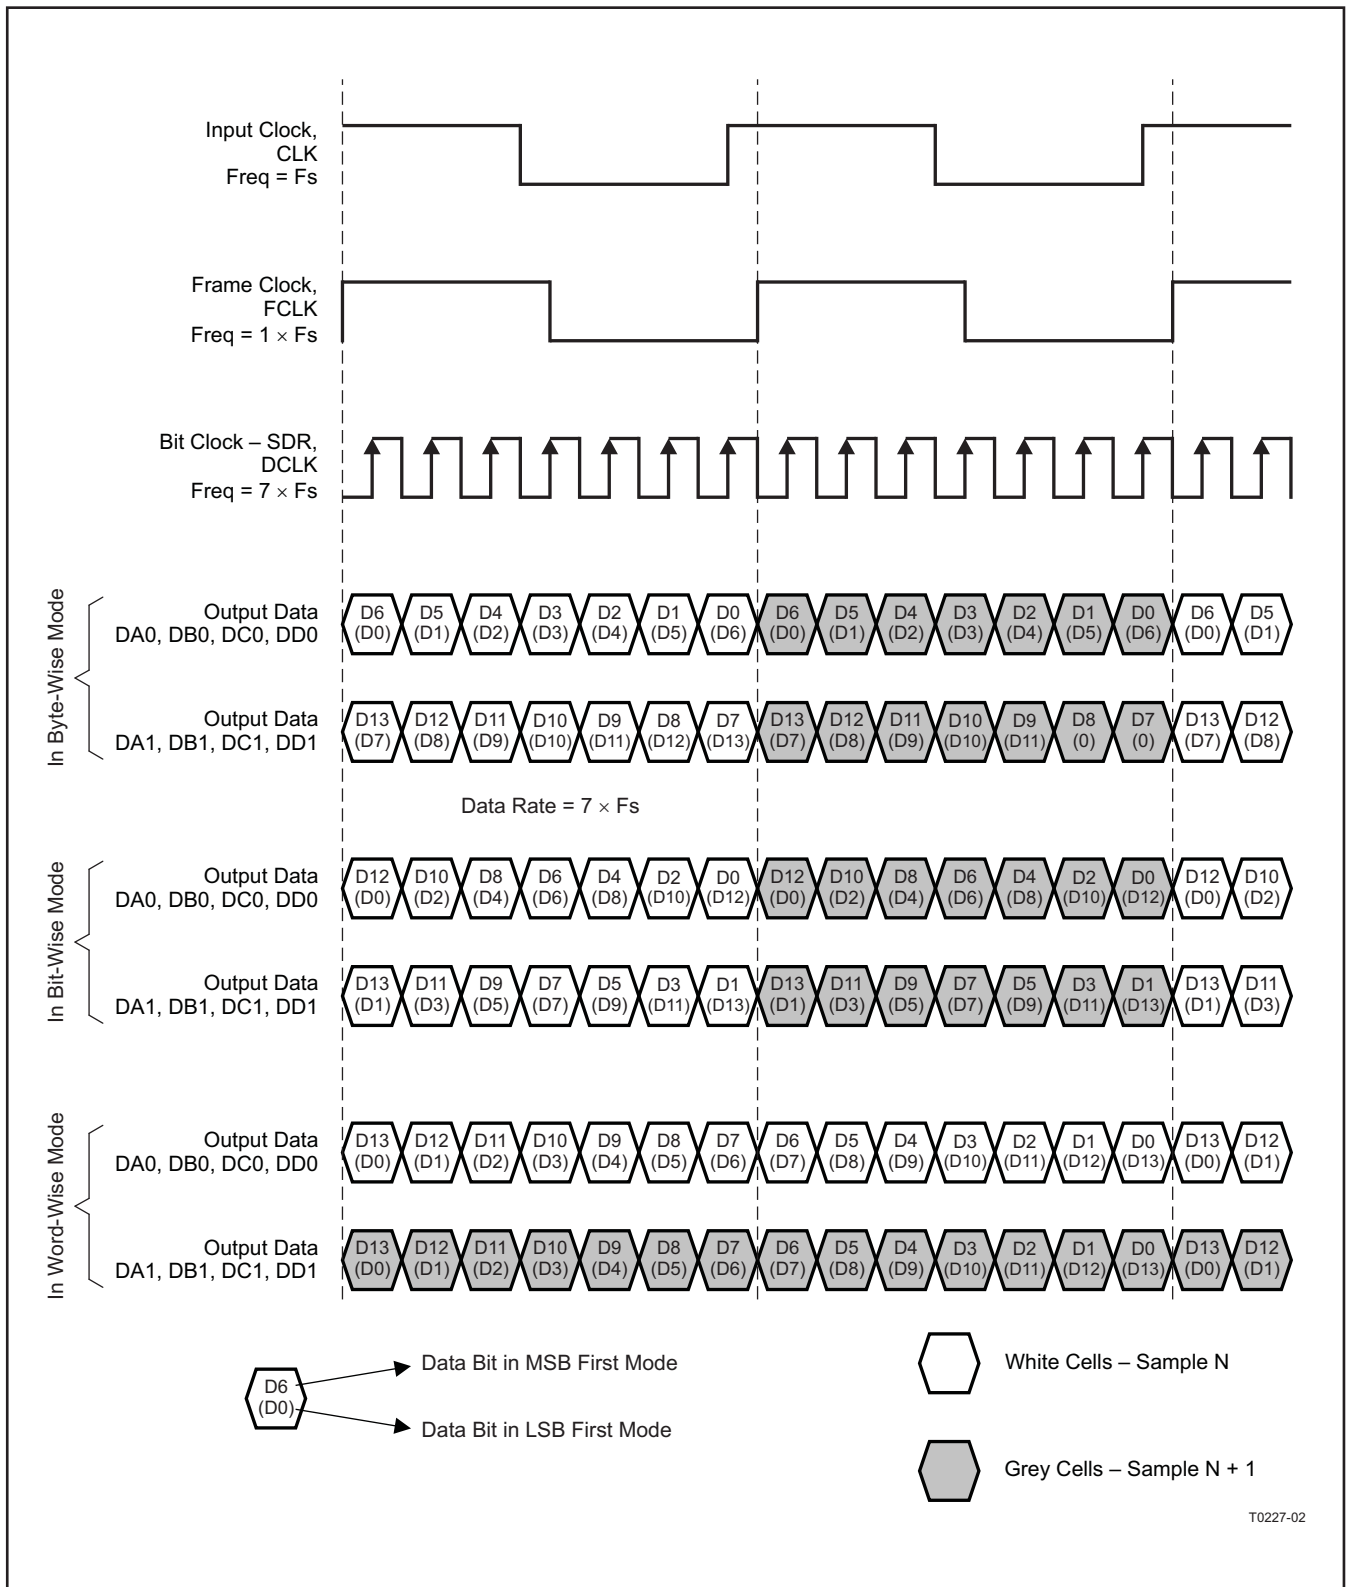 Input Clock,
CLK
Freq = Fs
Frame Clock,
FCLK
Freq = 1 × Fs
Bit Clock – SDR,
DCLK
Freq = 7 × Fs
In Byte-Wise Mode
Output Data
DA0, DB0, DC0, DD0
D6 D5 D4 D3 D2 D1 D0 D6 D5 D4 D3 D2 D1 D0 D6 D5
(D0) (D1) (D2) (D3) (D4) (D5) (D6) (D0) (D1) (D2) (D3) (D4) (D5) (D6) (D0) (D1)
Output Data
DA1, DB1, DC1, DD1
D13 D12 D11 D10 D9 D8 D7 D13 D12 D11 D10 D9 D8 D7 D13 D12
(D7) (D8) (D9) (D10) (D11) (D12) (D13) (D7) (D8) (D9) (D10) (D11) (0) (0) (D7) (D8)
Data Rate = 7 × Fs
In Bit-Wise Mode
Output Data
DA0, DB0, DC0, DD0
D12 D10 D8 D6 D4 D2 D0 D12 D10 D8 D6 D4 D2 D0 D12 D10
(D0) (D2) (D4) (D6) (D8) (D10) (D12) (D0) (D2) (D4) (D6) (D8) (D10) (D12) (D0) (D2)
Output Data
DA1, DB1, DC1, DD1
D13 D11 D9 D7 D5 D3 D1 D13 D11 D9 D7 D5 D3 D1 D13 D11
(D1) (D3) (D5) (D7) (D9) (D11) (D13) (D1) (D3) (D5) (D7) (D9) (D11) (D13) (D1) (D3)
In Word-Wise Mode
Output Data
DA0, DB0, DC0, DD0
D13 D12 D11 D10 D9 D8 D7 D6 D5 D4 D3 D2 D1 D0 D13 D12
(D0) (D1) (D2) (D3) (D4) (D5) (D6) (D7) (D8) (D9) (D10) (D11) (D12) (D13) (D0) (D1)
Output Data
DA1, DB1, DC1, DD1
D13 D12 D11 D10 D9 D8 D7 D6 D5 D4 D3 D2 D1 D0 D13 D12
(D0) (D1) (D2) (D3) (D4) (D5) (D6) (D7) (D8) (D9) (D10) (D11) (D12) (D13) (D0) (D1)
D6
(D0)
Data Bit in MSB First Mode
Data Bit in LSB First Mode
White Cells – Sample N
Grey Cells – Sample N + 1
T0227-02